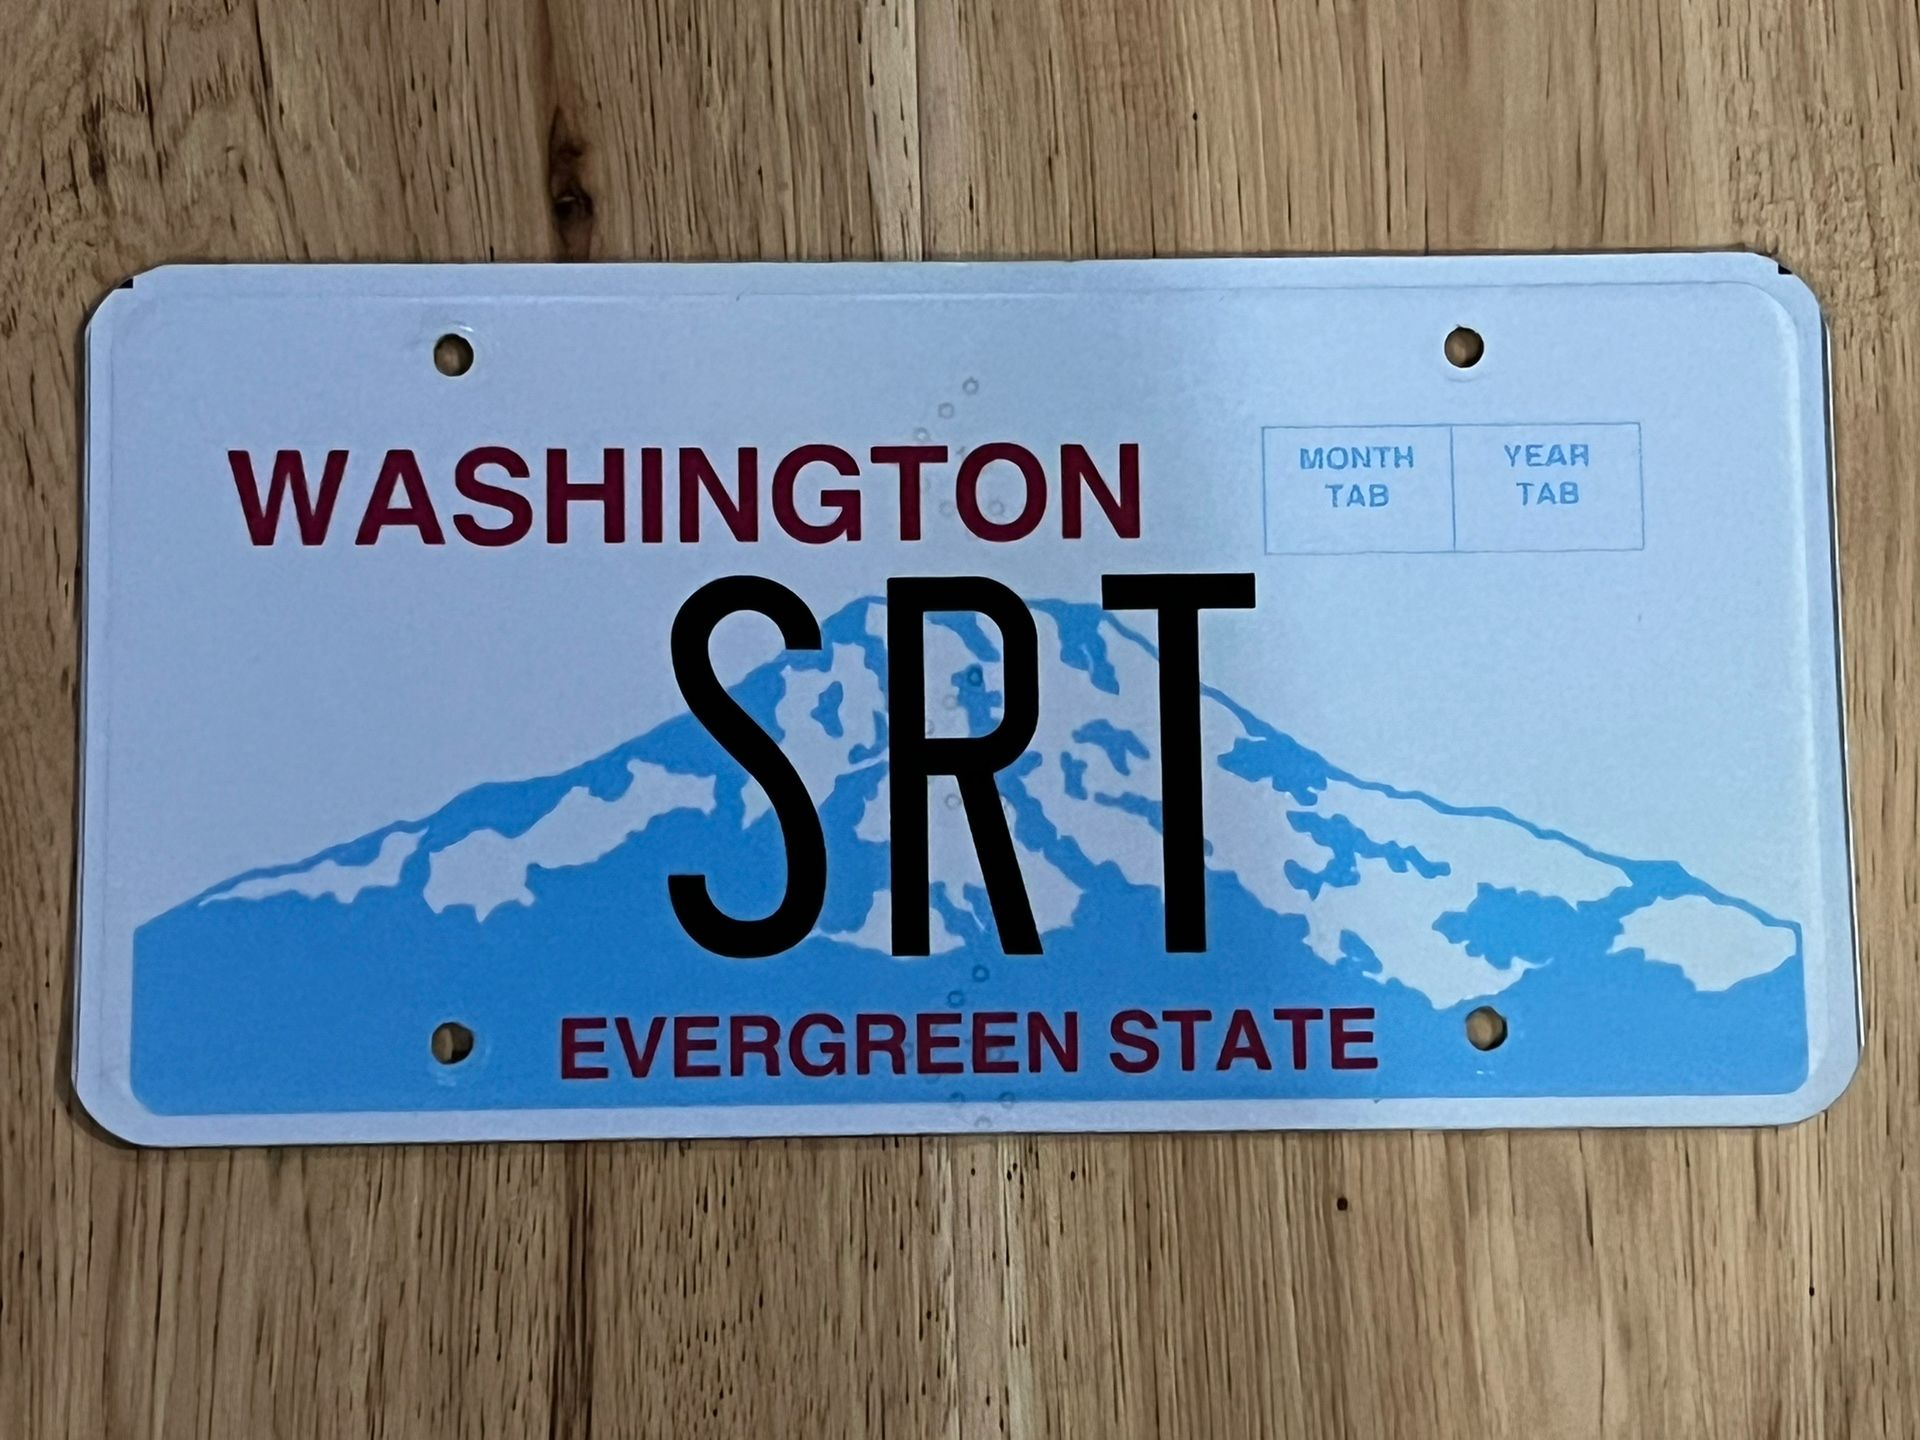 WASHINGTON
MONTH TAB
YEAR TAB
SRT
EVERGREEN STATE